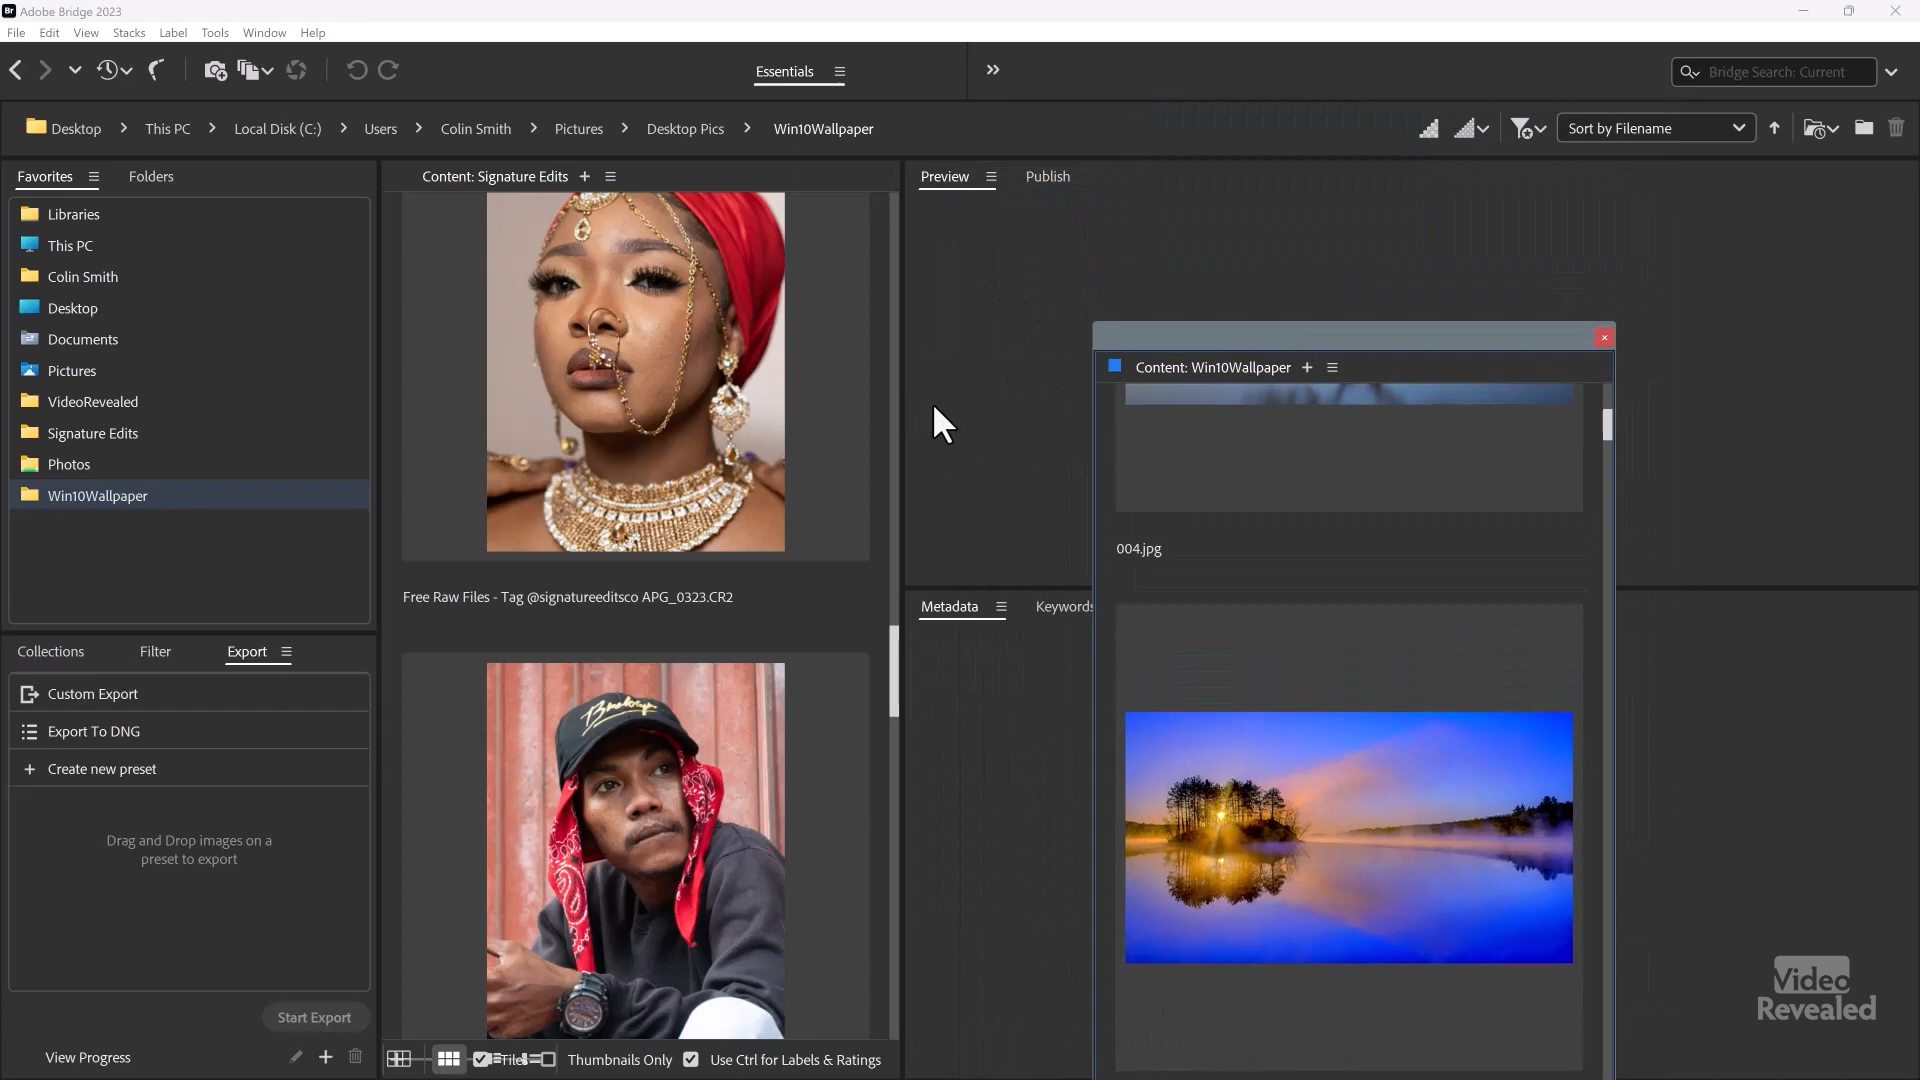 Br Adobe Bridge 2023
File Edit View Stacks Label Tools Window Help
Essentials
Bridge Search: Current
Desktop > This PC > Local Disk (C:) > Users > Colin Smith > Pictures > Desktop Pics > Win10Wallpaper
Sort by Filename
Favorites Folders
Libraries
This PC
Colin Smith
Desktop
Documents
Pictures
VideoRevealed
Signature Edits
Photos
Win10Wallpaper
Collections Filter Export
Custom Export
Export To DNG
Create new preset
Drag and Drop images on a
preset to export
Start Export
View Progress
Content: Signature Edits
Free Raw Files - Tag @signatureeditsco APG_0323.CR2
Tiles Thumbnails Only Use Ctrl for Labels & Ratings
Preview Publish
Metadata Keywords
Content: Win10Wallpaper
004.jpg
Video
Revealed